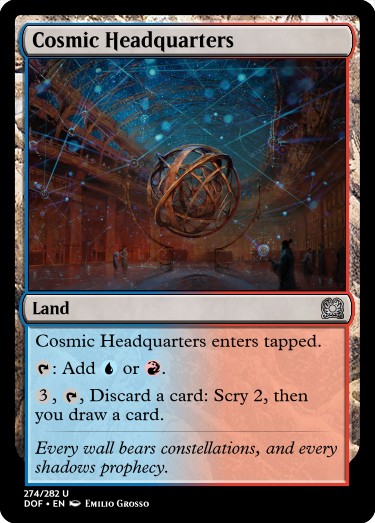 Cosmic Headquarters
Land
Cosmic Headquarters enters tapped.
: Add or .
3, , Discard a card: Scry 2, then
you draw a card.
Every wall bears constellations, and every
shadows prophecy.
274/282 U
DOF • EN Emilio Grosso